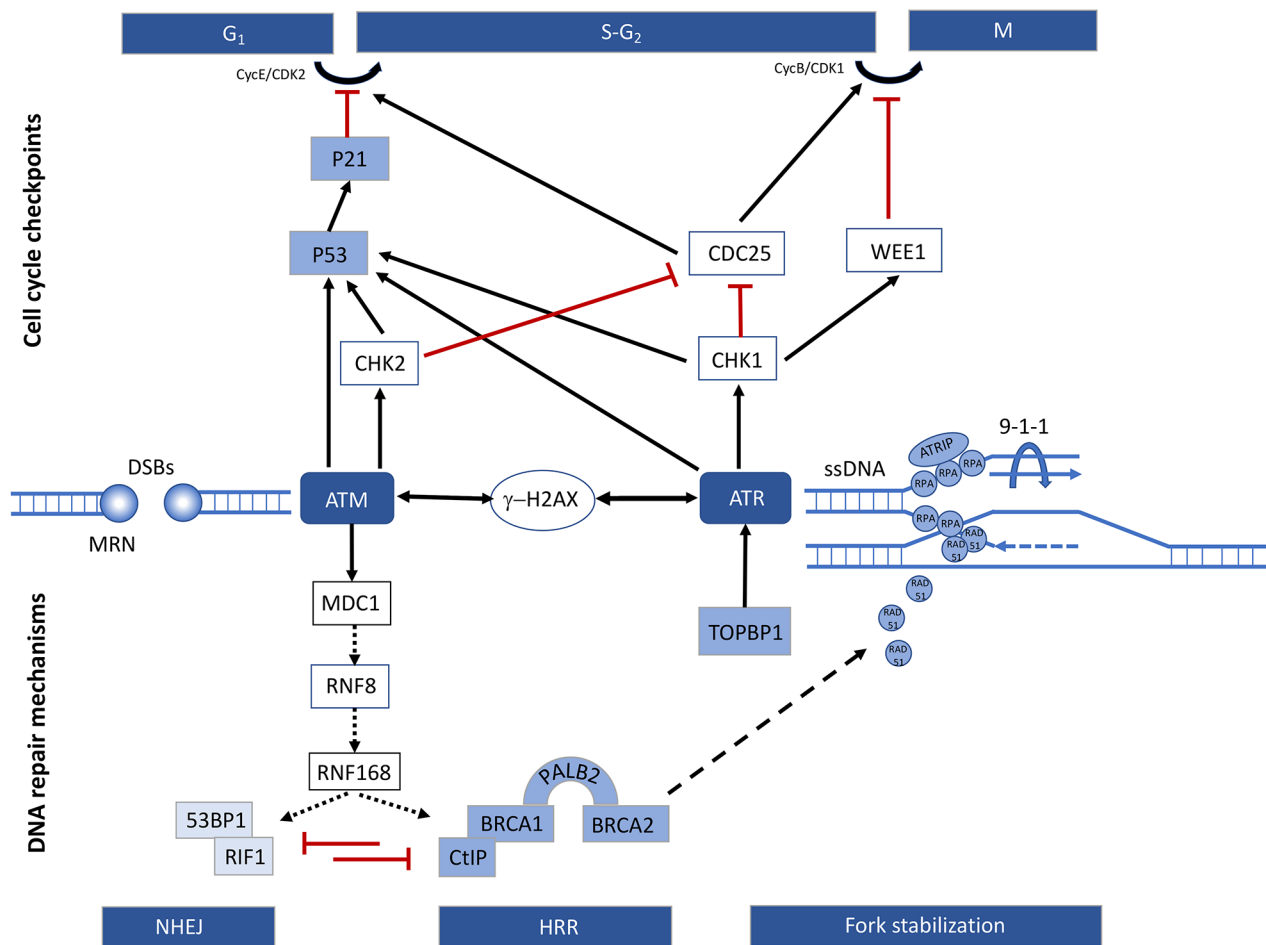 G1
S-G2
M
CycE/CDK2
CycB/CDK1
Cell cycle checkpoints
P21
P53
CDC25
WEE1
CHK2
CHK1
9-1-1
ATRIP
RPA
RPA
RPA
DSBs
ssDNA
ATM
γ–H2AX
ATR
MRN
RPA
RPA
RAD
51
RAD
51
DNA repair mechanisms
MDC1
TOPBP1
RAD
51
RAD
51
RAD
51
RNF8
RNF168
PALB2
53BP1
BRCA1
BRCA2
RIF1
CtIP
NHEJ
HRR
Fork stabilization